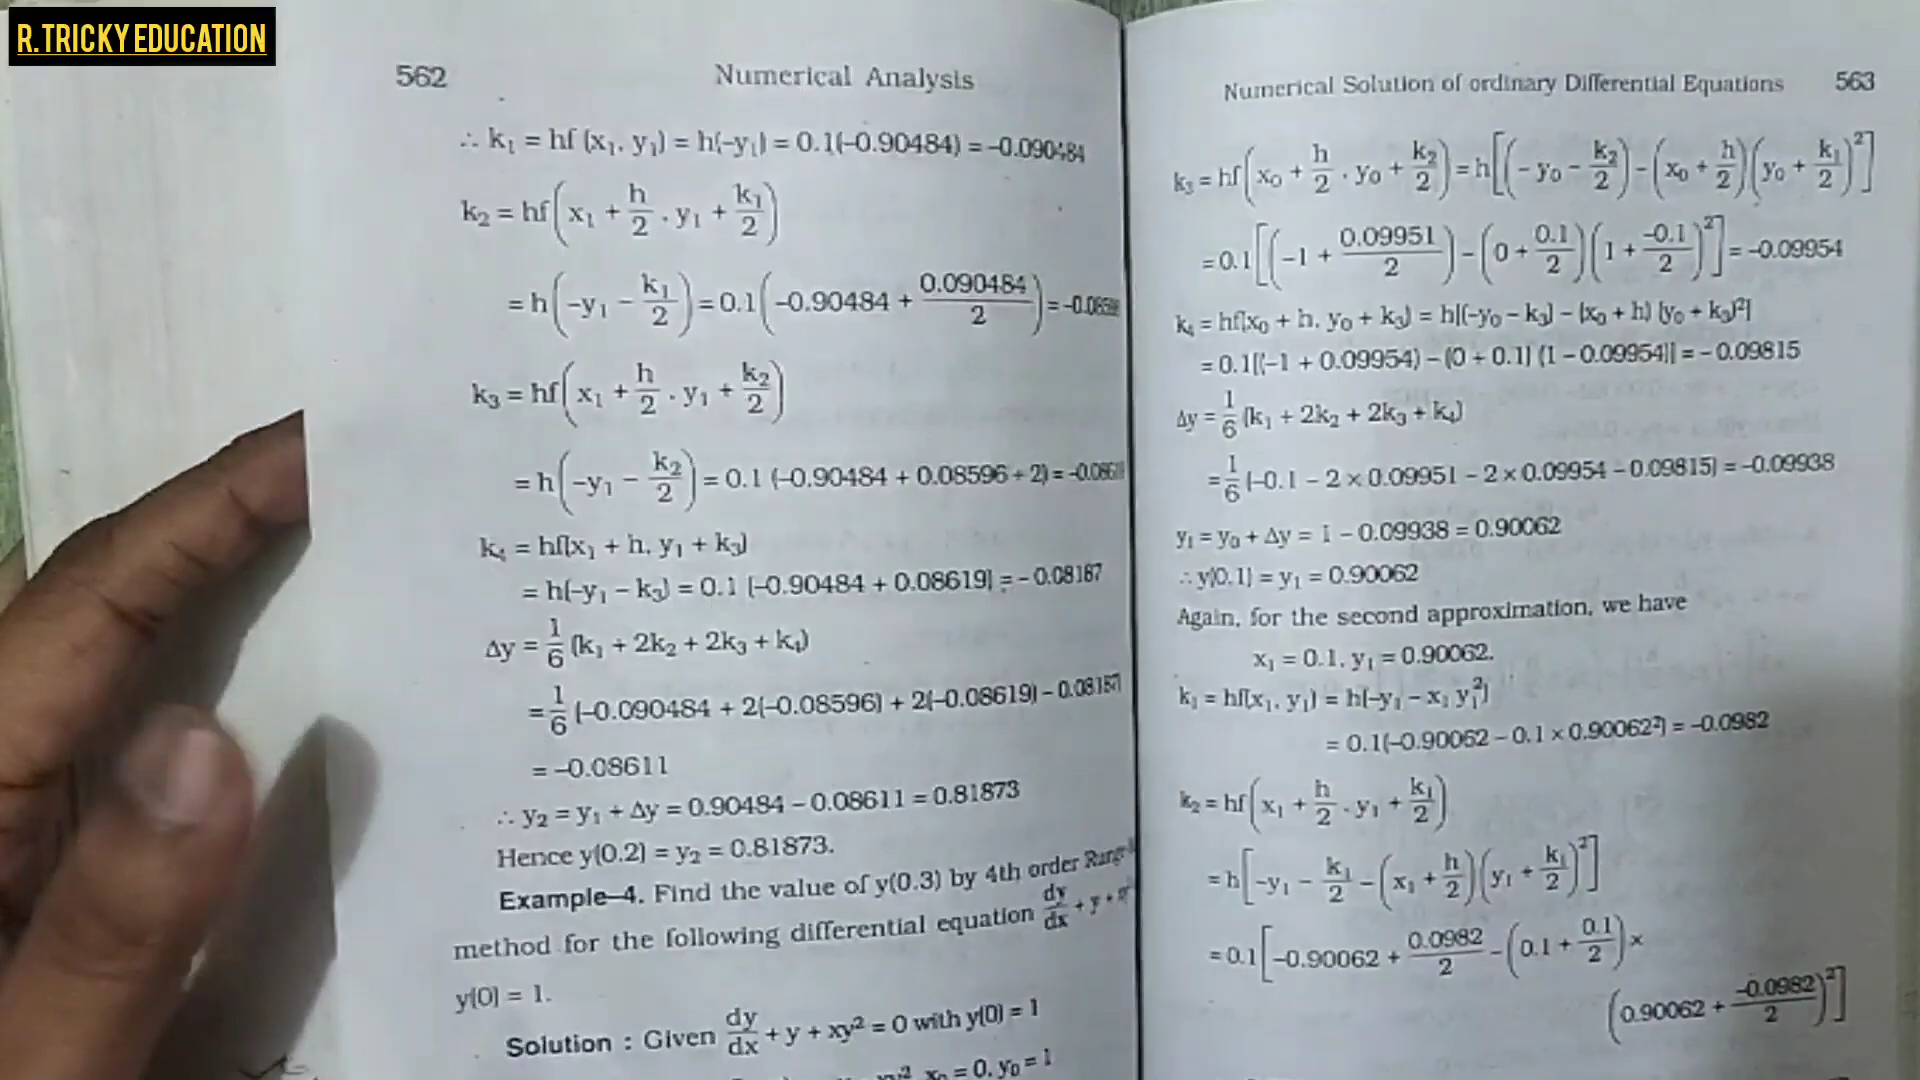 R. TRICKY EDUCATION
562 Numerical Analysis
∴ k₁ = hf (x₁, y₁) = h(-y₁) = 0.1(-0.90484) = -0.090484
k₂ = hf(x₁ + h/2 . y₁ + k₁/2)
= h(-y₁ - k₁/2) = 0.1(-0.90484 + 0.090484/2) =
k₃ = hf(x₁ + h/2 . y₁ + k₂/2)
= h(-y₁ - k₂/2) = 0.1 (-0.90484 + 0.08596 ÷ 2) =
k₄ = hf(x₁ + h, y₁ + k₃)
= h(-y₁ - k₃) = 0.1 [-0.90484 + 0.08619] = - 0.08187
Δy = 1/6 (k₁ + 2k₂ + 2k₃ + k₄)
= 1/6 (-0.090484 + 2(-0.08596) + 2(-0.08619) - 0.08187)
= -0.08611
∴ y₂ = y₁ + Δy = 0.90484 - 0.08611 = 0.81873
Hence y(0.2) = y₂ = 0.81873.
Example-4. Find the value of y(0.3) by 4th order
method for the following differential equation dy/dx + y +
y(0) = 1.
Solution : Given dy/dx + y + xy² = 0 with y(0) = 1
x₀ = 0, y₀ = 1
Numerical Solution of ordinary Differential Equations 563
k₃ = hf(x₀ + h/2 . y₀ + k₂/2) = h[(-y₀ - k₂/2) - (x₀ + h/2)(y₀ + k₁/2)²]
= 0.1[(-1 + 0.09951/2) - (0 + 0.1/2)(1 + -0.1/2)²] = -0.09954
k₄ = hf(x₀ + h, y₀ + k₃) = h[(-y₀ - k₃) - (x₀ + h) (y₀ + k₃)²]
= 0.1[(-1 + 0.09954) - (0 + 0.1) (1 - 0.09954)] = - 0.09815
Δy = 1/6 (k₁ + 2k₂ + 2k₃ + k₄)
= 1/6 (-0.1 - 2 × 0.09951 - 2 × 0.09954 - 0.09815) = -0.09938
y₁ = y₀ + Δy = 1 - 0.09938 = 0.90062
∴ y(0.1) = y₁ = 0.90062
Again, for the second approximation, we have
x₁ = 0.1, y₁ = 0.90062.
k₁ = hf(x₁, y₁) = h(-y₁ - x₁ y₁²)
= 0.1(-0.90062 - 0.1 × 0.90062²) = -0.0982
k₂ = hf(x₁ + h/2 . y₁ + k₁/2)
= h[-y₁ - k₁/2 - (x₁ + h/2)(y₁ + k₁/2)²]
= 0.1[-0.90062 + 0.0982/2 - (0.1 + 0.1/2) ×
(0.90062 + -0.0982/2)²]